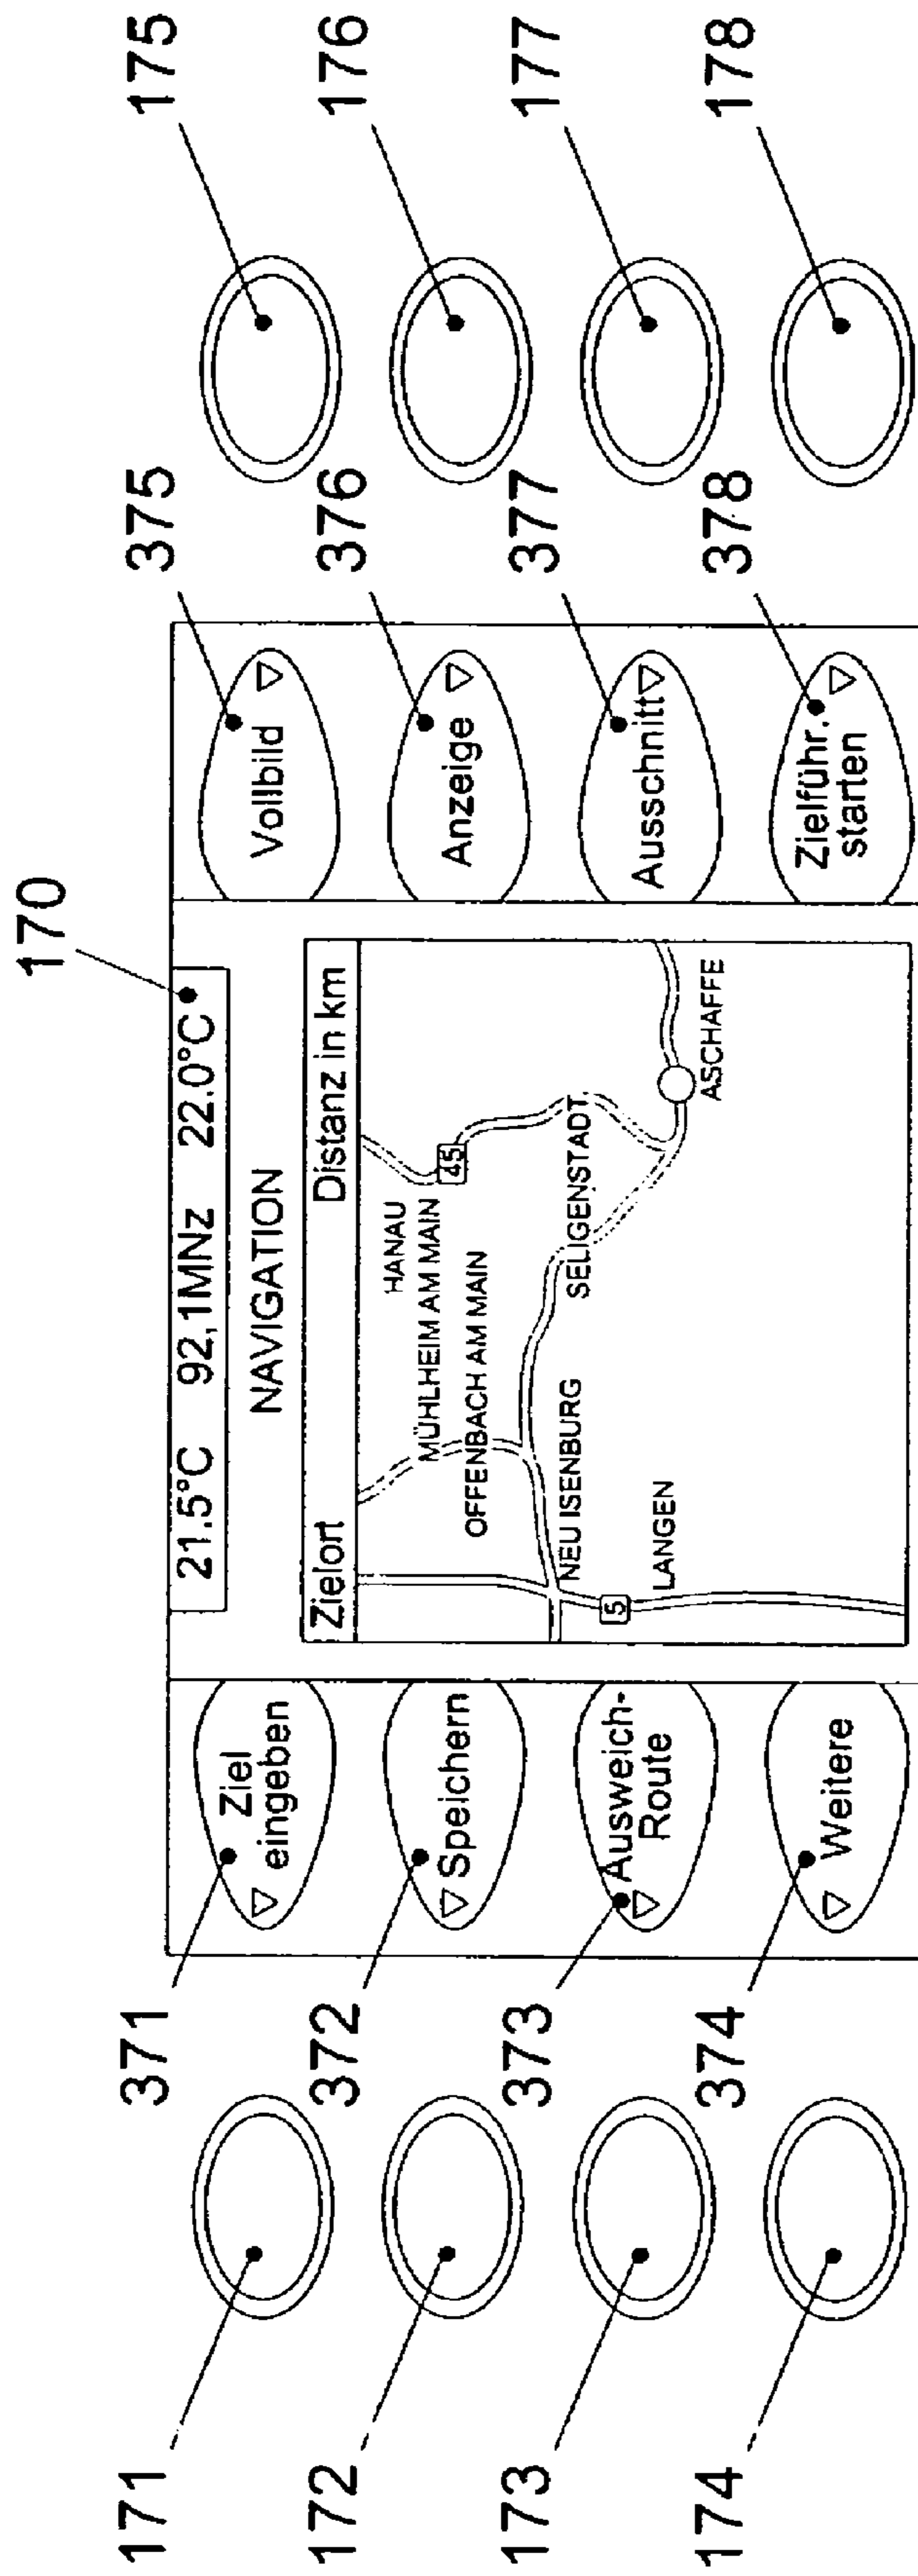 170
21.5°C 92,1MNz 22.0°C
NAVIGATION
Zielort Distanz in km
371
Ziel
eingeben
171
372
Speichern
172
373
Ausweich-
Route
173
374
Weitere
174
HANAU
MÜHLHEIM AM MAIN
45
OFFENBACH AM MAIN
SELIGENSTADT
NEU ISENBURG
5
LANGEN
ASCHAFFE
375
Vollbild
175
376
Anzeige
176
377
Ausschnitt
177
378
Zielführ.
starten
178